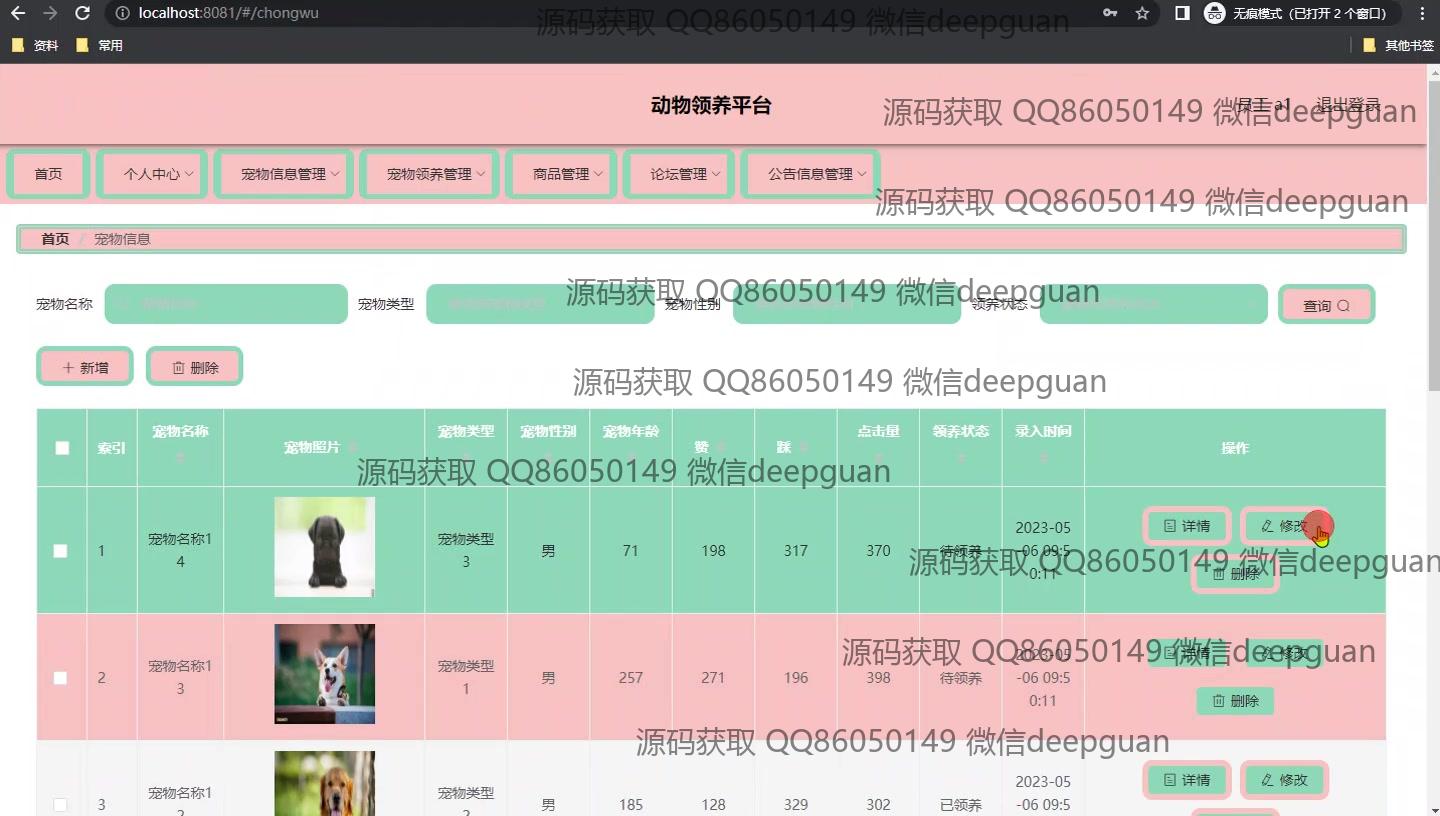 localhost:8081/#/chongwu
无痕模式 (已打开 2 个窗口)
源码获取 QQ86050149 微信deepguan
资料 常用 其他书签
动物领养平台
员工 a1 退出登录
源码获取 QQ86050149 微信deepguan
首页 个人中心 宠物信息管理 宠物领养管理 商品管理 论坛管理 公告信息管理
源码获取 QQ86050149 微信deepguan
首页 / 宠物信息
宠物名称 宠物类型 宠物性别 领养状态 查询
源码获取 QQ86050149 微信deepguan
新增 删除
源码获取 QQ86050149 微信deepguan
索引 宠物名称 宠物照片 宠物类型 宠物性别 宠物年龄 赞 踩 点击量 领养状态 录入时间 操作
源码获取 QQ86050149 微信deepguan
1 宠物名称14 宠物类型3 男 71 198 317 370 待领养 2023-05-06 09:50:11 详情 修改 删除
源码获取 QQ86050149 微信deepguan
2 宠物名称13 宠物类型1 男 257 271 196 398 待领养 2023-05-06 09:50:11 详情 修改 删除
源码获取 QQ86050149 微信deepguan
源码获取 QQ86050149 微信deepguan
3 宠物名称12 宠物类型2 男 185 128 329 302 已领养 2023-05-06 09:5 详情 修改